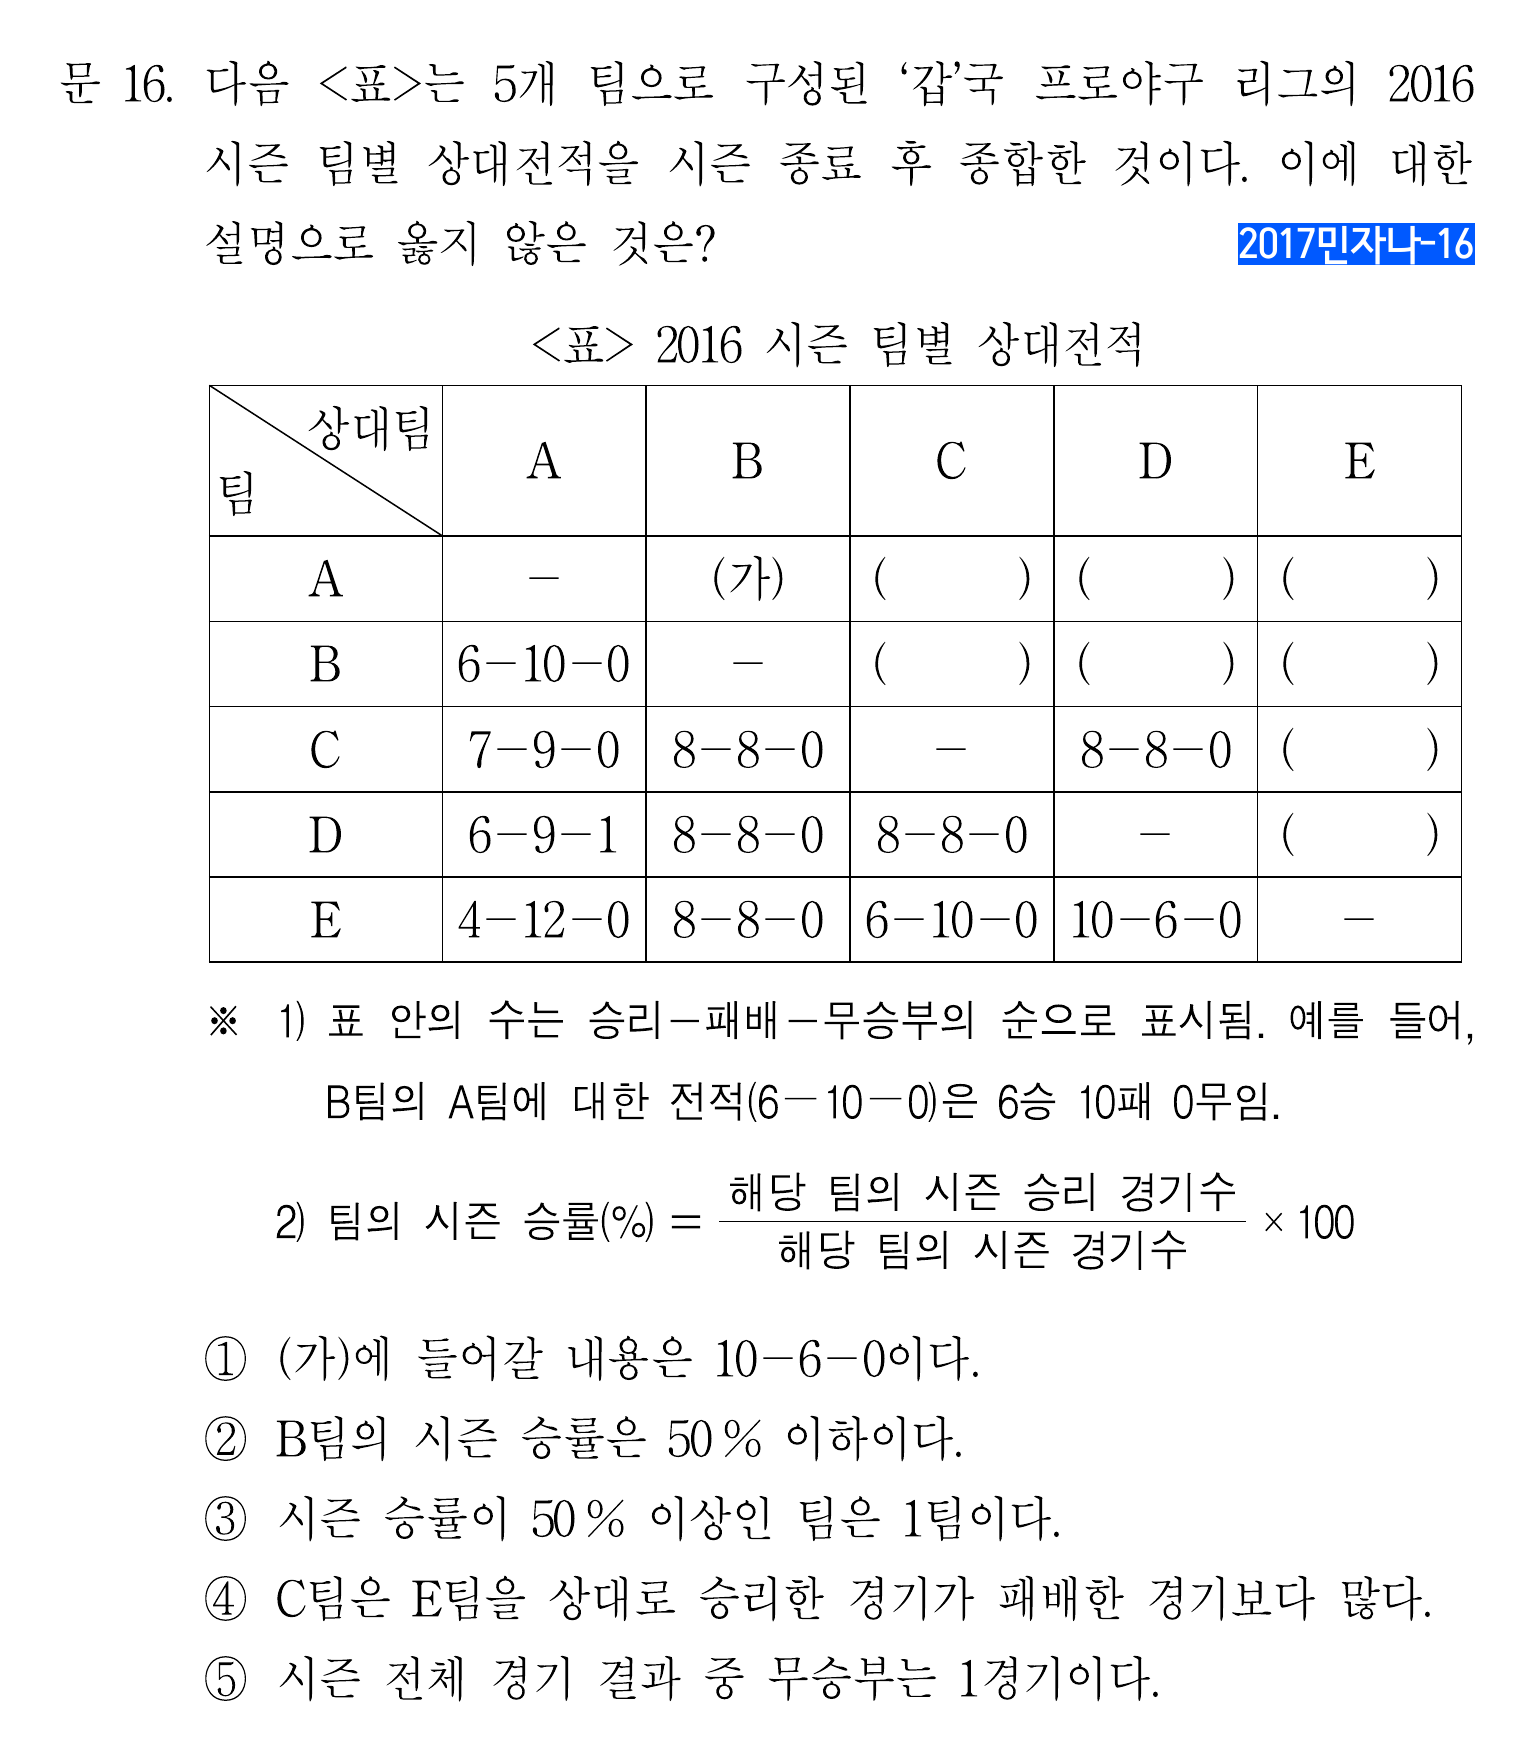 문 16. 다음 <표>는 5개 팀으로 구성된 ‘갑’국 프로야구 리그의 2016
시즌 팀별 상대전적을 시즌 종료 후 종합한 것이다. 이에 대한
설명으로 옳지 않은 것은?
2017민자나-16
<표> 2016 시즌 팀별 상대전적
상대팀 A B C D E
팀
A － (가) ( ) ( ) ( )
B 6－10－0 － ( ) ( ) ( )
C 7－9－0 8－8－0 － 8－8－0 ( )
D 6－9－1 8－8－0 8－8－0 － ( )
E 4－12－0 8－8－0 6－10－0 10－6－0 －
※ 1) 표 안의 수는 승리－패배－무승부의 순으로 표시됨. 예를 들어,
B팀의 A팀에 대한 전적(6－10－0)은 6승 10패 0무임.
2) 팀의 시즌 승률(%) = 해당 팀의 시즌 승리 경기수 / 해당 팀의 시즌 경기수 × 100
① (가)에 들어갈 내용은 10－6－0이다.
② B팀의 시즌 승률은 50% 이하이다.
③ 시즌 승률이 50% 이상인 팀은 1팀이다.
④ C팀은 E팀을 상대로 승리한 경기가 패배한 경기보다 많다.
⑤ 시즌 전체 경기 결과 중 무승부는 1경기이다.